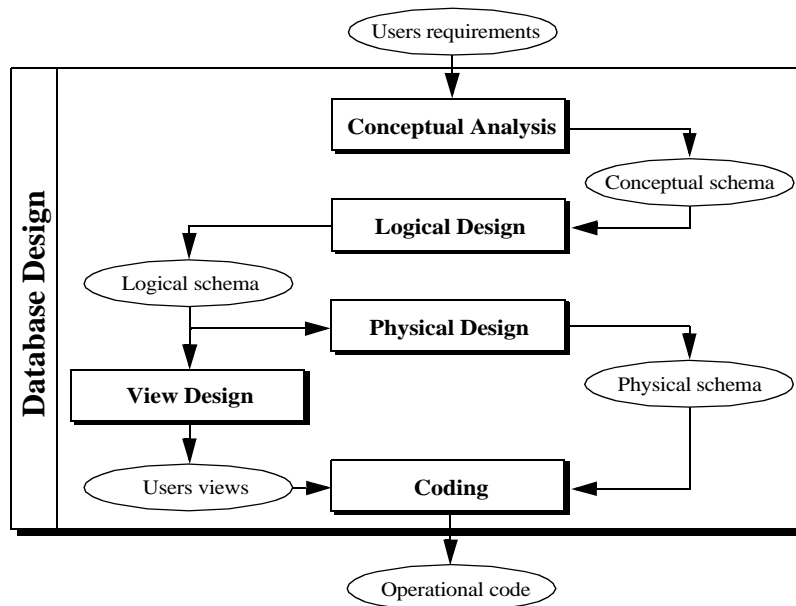 Users requirements
Database Design
Conceptual Analysis
Conceptual schema
Logical Design
Logical schema
Physical Design
Physical schema
View Design
Users views
Coding
Operational code